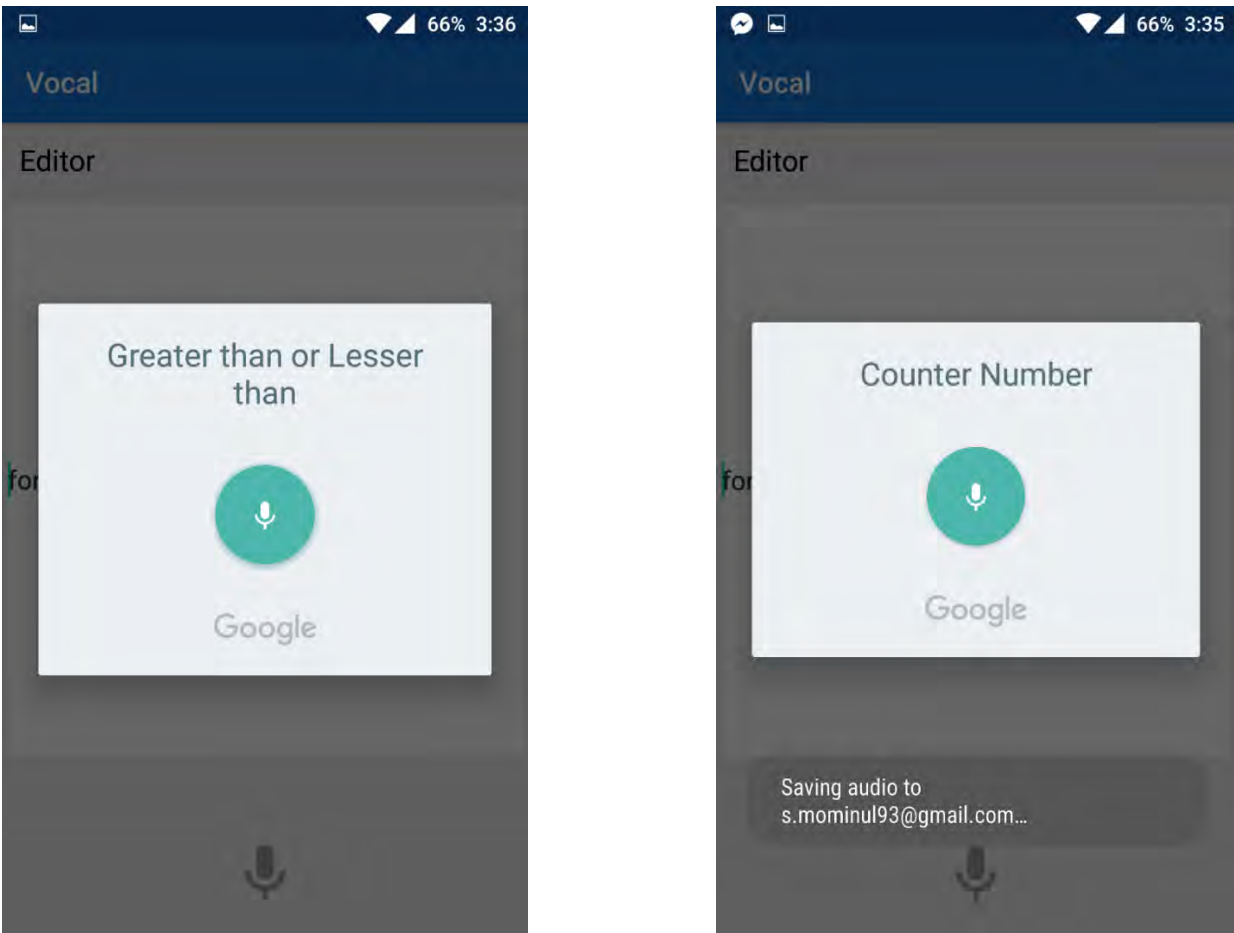 66% 3:36
Vocal
Editor
Greater than or Lesser
than
for
Google
66% 3:35
Vocal
Editor
Counter Number
for
Google
Saving audio to
s.mominul93@gmail.com…